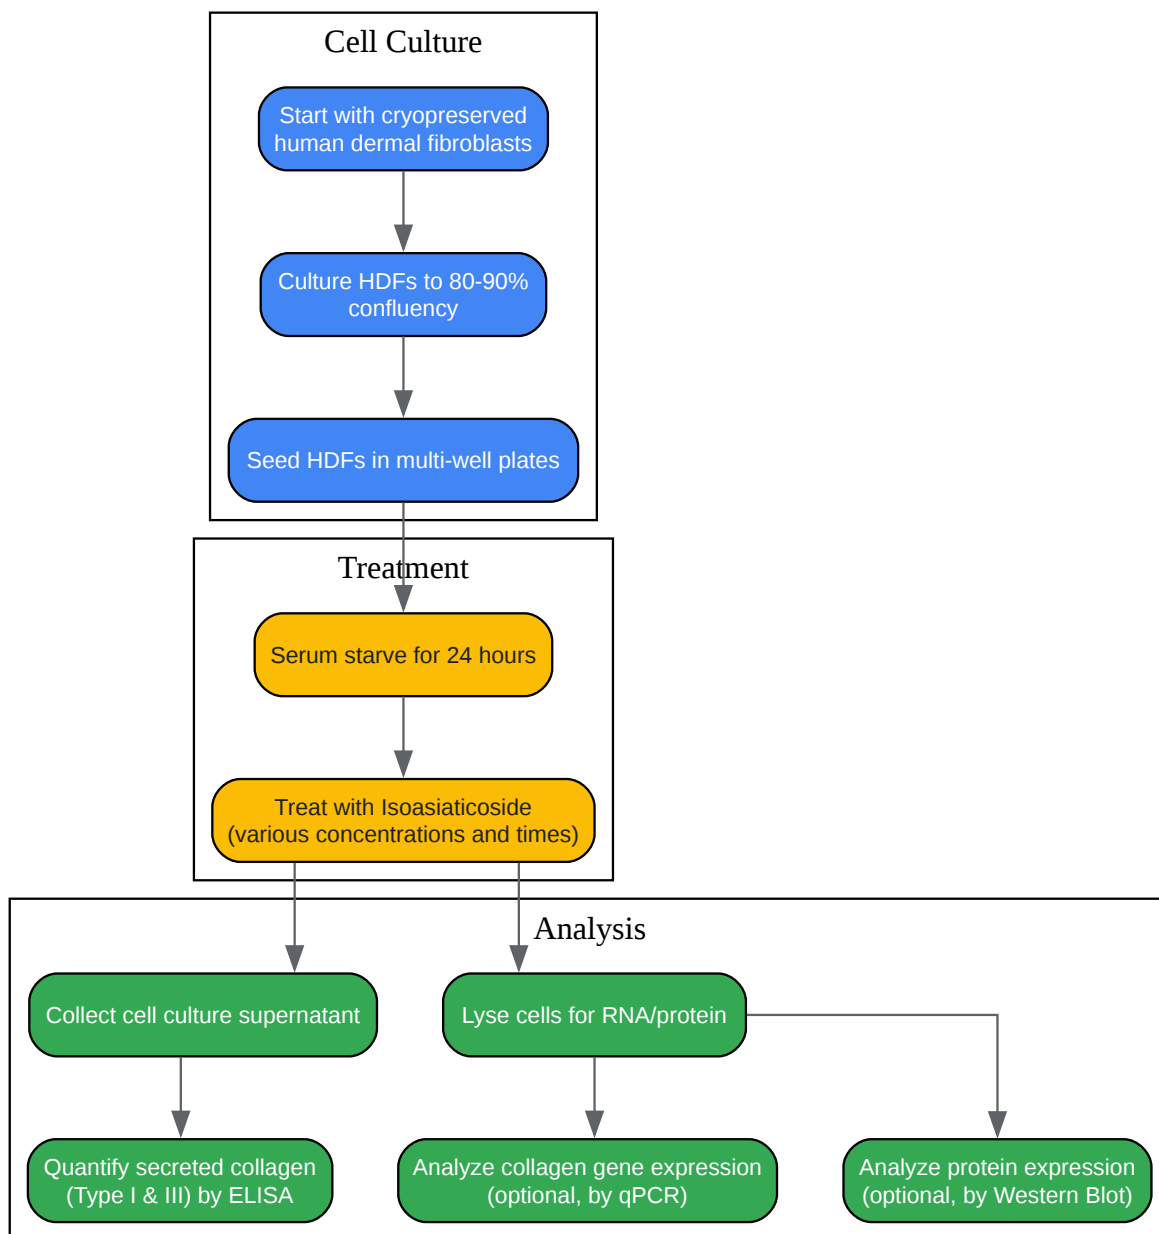 Cell Culture
Start with cryopreserved
human dermal fibroblasts
Culture HDFs to 80-90%
confluency
Seed HDFs in multi-well plates
Treatment
Serum starve for 24 hours
Treat with Isoasiaticoside
(various concentrations and times)
Analysis
Collect cell culture supernatant
Lyse cells for RNA/protein
Quantify secreted collagen
(Type I & III) by ELISA
Analyze collagen gene expression
(optional, by qPCR)
Analyze protein expression
(optional, by Western Blot)